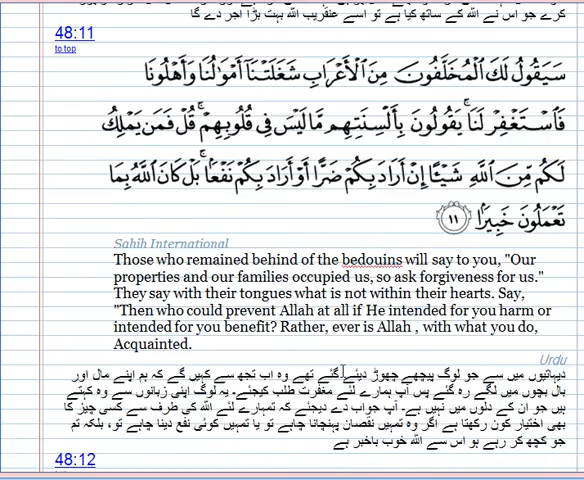 کرے جو اس نے اللہ کے ساتھ کیا ہے تو اسے عنقریب اللہ بہت بڑا اجر دے گا
48:11
to top
سَيَقُولُ لَكَ ٱلْمُخَلَّفُونَ مِنَ ٱلْأَعْرَابِ شَغَلَتْنَآ أَمْوَٰلُنَا وَأَهْلُونَا
فَٱسْتَغْفِرْ لَنَا ۚ يَقُولُونَ بِأَلْسِنَتِهِم مَّا لَيْسَ فِى قُلُوبِهِمْ ۚ قُلْ فَمَن يَمْلِكُ
لَكُم مِّنَ ٱللَّهِ شَيْـًٔا إِنْ أَرَادَ بِكُمْ ضَرًّا أَوْ أَرَادَ بِكُمْ نَفْعًۢا ۚ بَلْ كَانَ ٱللَّهُ بِمَا
تَعْمَلُونَ خَبِيرًۢا ١١
Sahih International
Those who remained behind of the bedouins will say to you, "Our
properties and our families occupied us, so ask forgiveness for us."
They say with their tongues what is not within their hearts. Say,
"Then who could prevent Allah at all if He intended for you harm or
intended for you benefit? Rather, ever is Allah , with what you do,
Acquainted.
Urdu
دیہاتیوں میں سے جو لوگ پیچھے چھوڑ دیئے گئے تھے وه اب تجھ سے کہیں گے کہ ہم اپنے مال اور
بال بچوں میں لگے ره گئے پس آپ ہمارے لئے مغفرت طلب کیجئے۔ یہ لوگ اپنی زبانوں سے وه کہتے
ہیں جو ان کے دلوں میں نہیں ہے۔ آپ جواب دے دیجئے کہ تمہارے لئے اللہ کی طرف سے کسی چیز کا
بھی اختیار کون رکھتا ہے اگر وه تمہیں نقصان پہنچانا چاہے تو یا تمہیں کوئی نفع دینا چاہے تو، بلکہ تم
جو کچھ کر رہے ہو اس سے اللہ خوب باخبر ہے
48:12